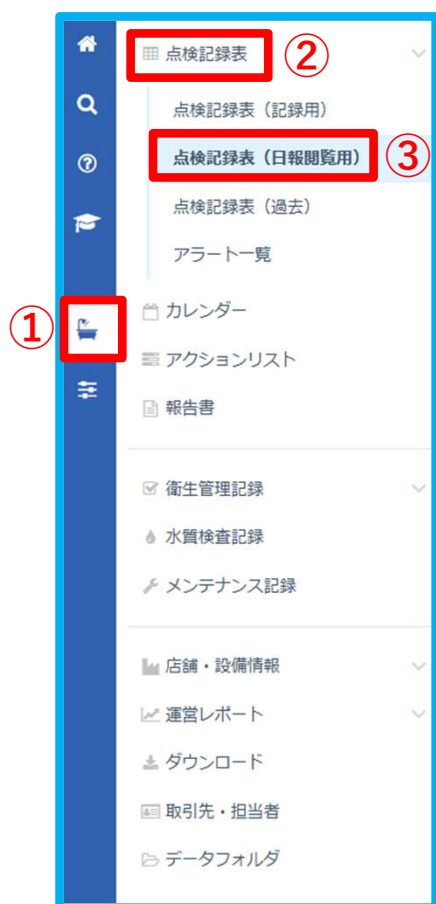 ② 点検記録表
点検記録表（記録用）
③ 点検記録表（日報閲覧用）
点検記録表（過去）
アラート一覧
① カレンダー
アクションリスト
報告書
衛生管理記録
水質検査記録
メンテナンス記録
店舗・設備情報
運営レポート
ダウンロード
取引先・担当者
データフォルダ